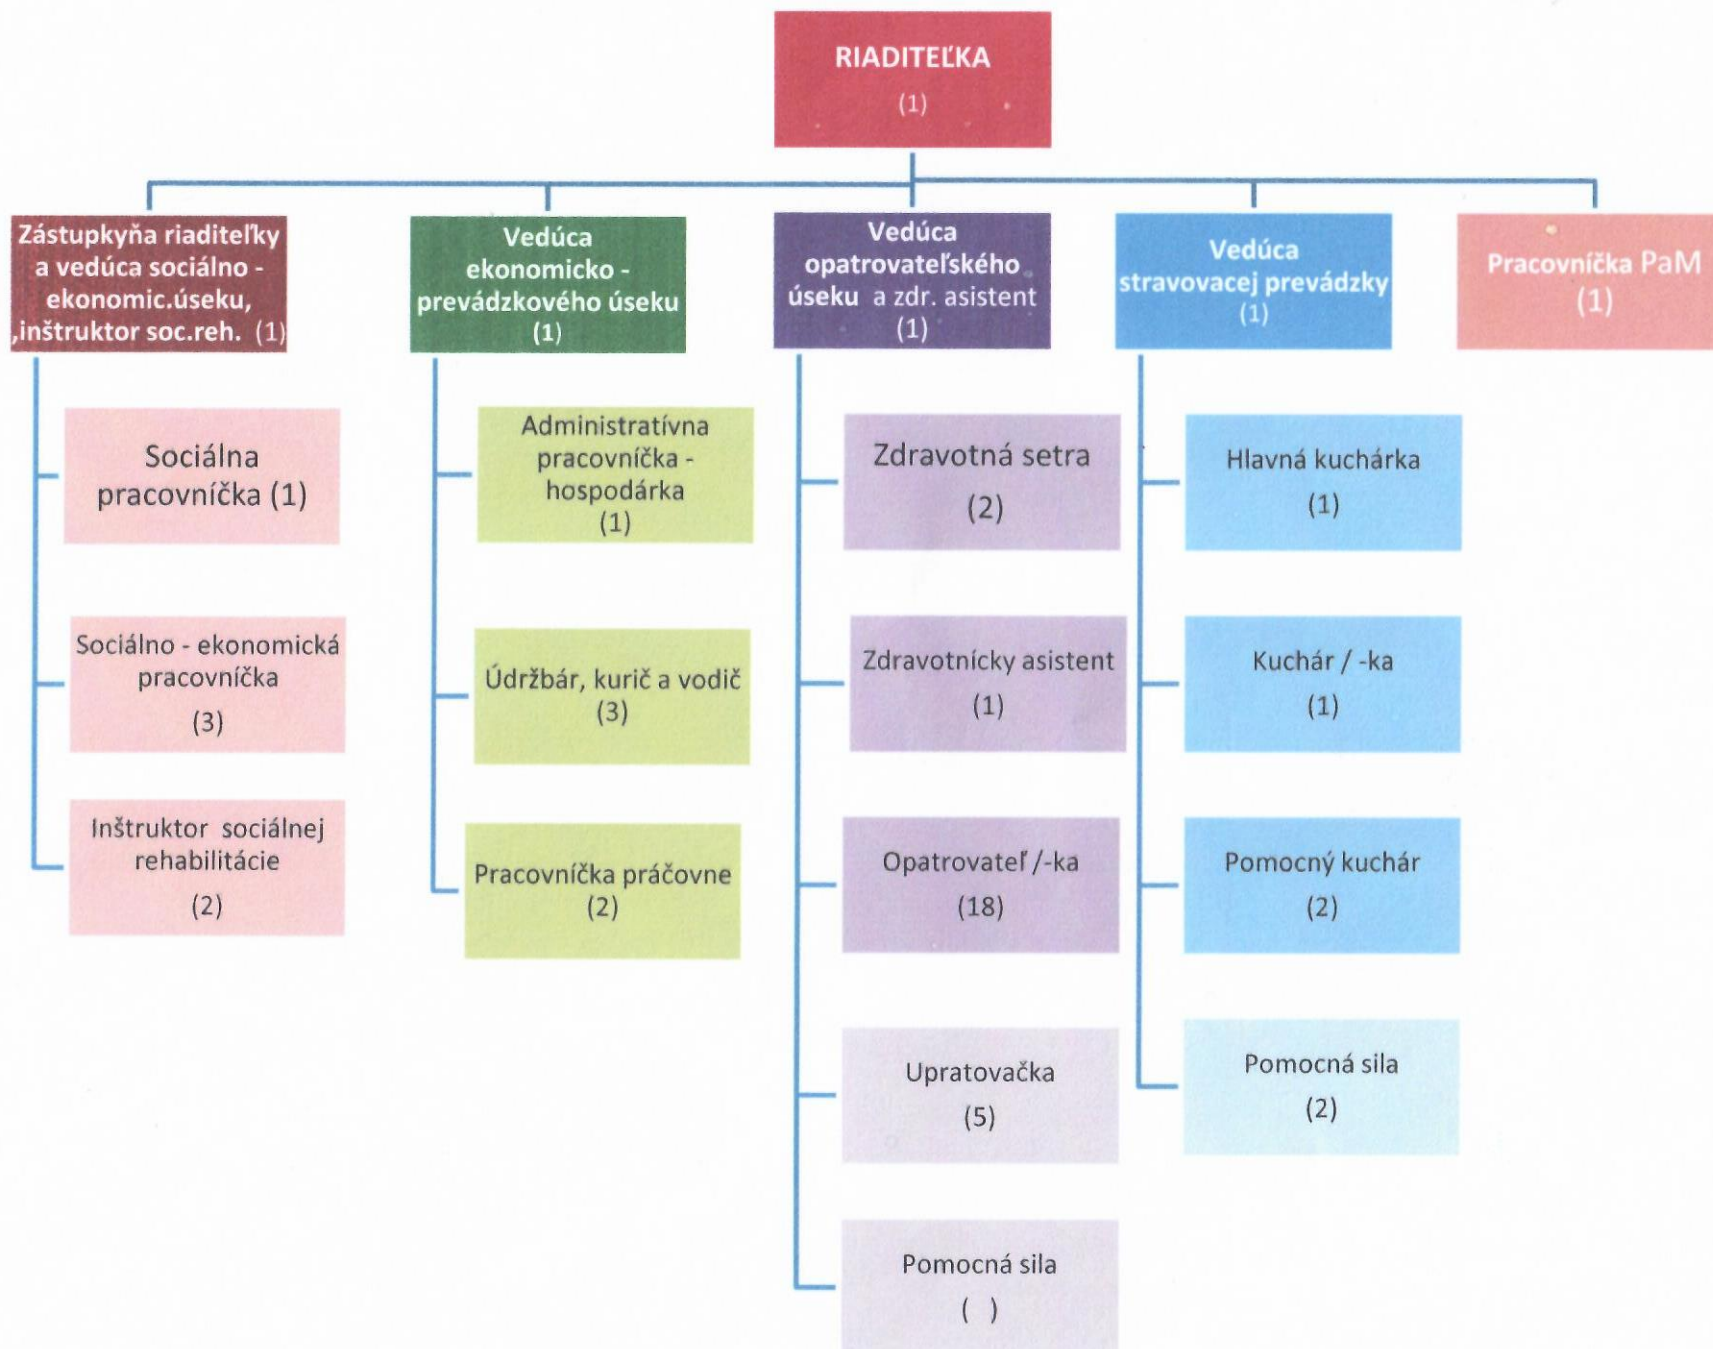 RIADITEĽKA
(1)
Zástupkyňa riaditeľky
a vedúca sociálno -
ekonomic.úseku,
,inštruktor soc.reh. (1)
Vedúca
ekonomicko -
prevádzkového úseku
(1)
Vedúca
opatrovateľského
úseku a zdr. asistent
(1)
Vedúca
stravovacej prevádzky
(1)
Pracovníčka PaM
(1)
Sociálna
pracovníčka (1)
Sociálno - ekonomická
pracovníčka
(3)
Inštruktor sociálnej
rehabilitácie
(2)
Administratívna
pracovníčka -
hospodárka
(1)
Údržbár, kurič a vodič
(3)
Pracovníčka práčovne
(2)
Zdravotná setra
(2)
Zdravotnícky asistent
(1)
Opatrovateľ /-ka
(18)
Upratovačka
(5)
Pomocná sila
( )
Hlavná kuchárka
(1)
Kuchár / -ka
(1)
Pomocný kuchár
(2)
Pomocná sila
(2)